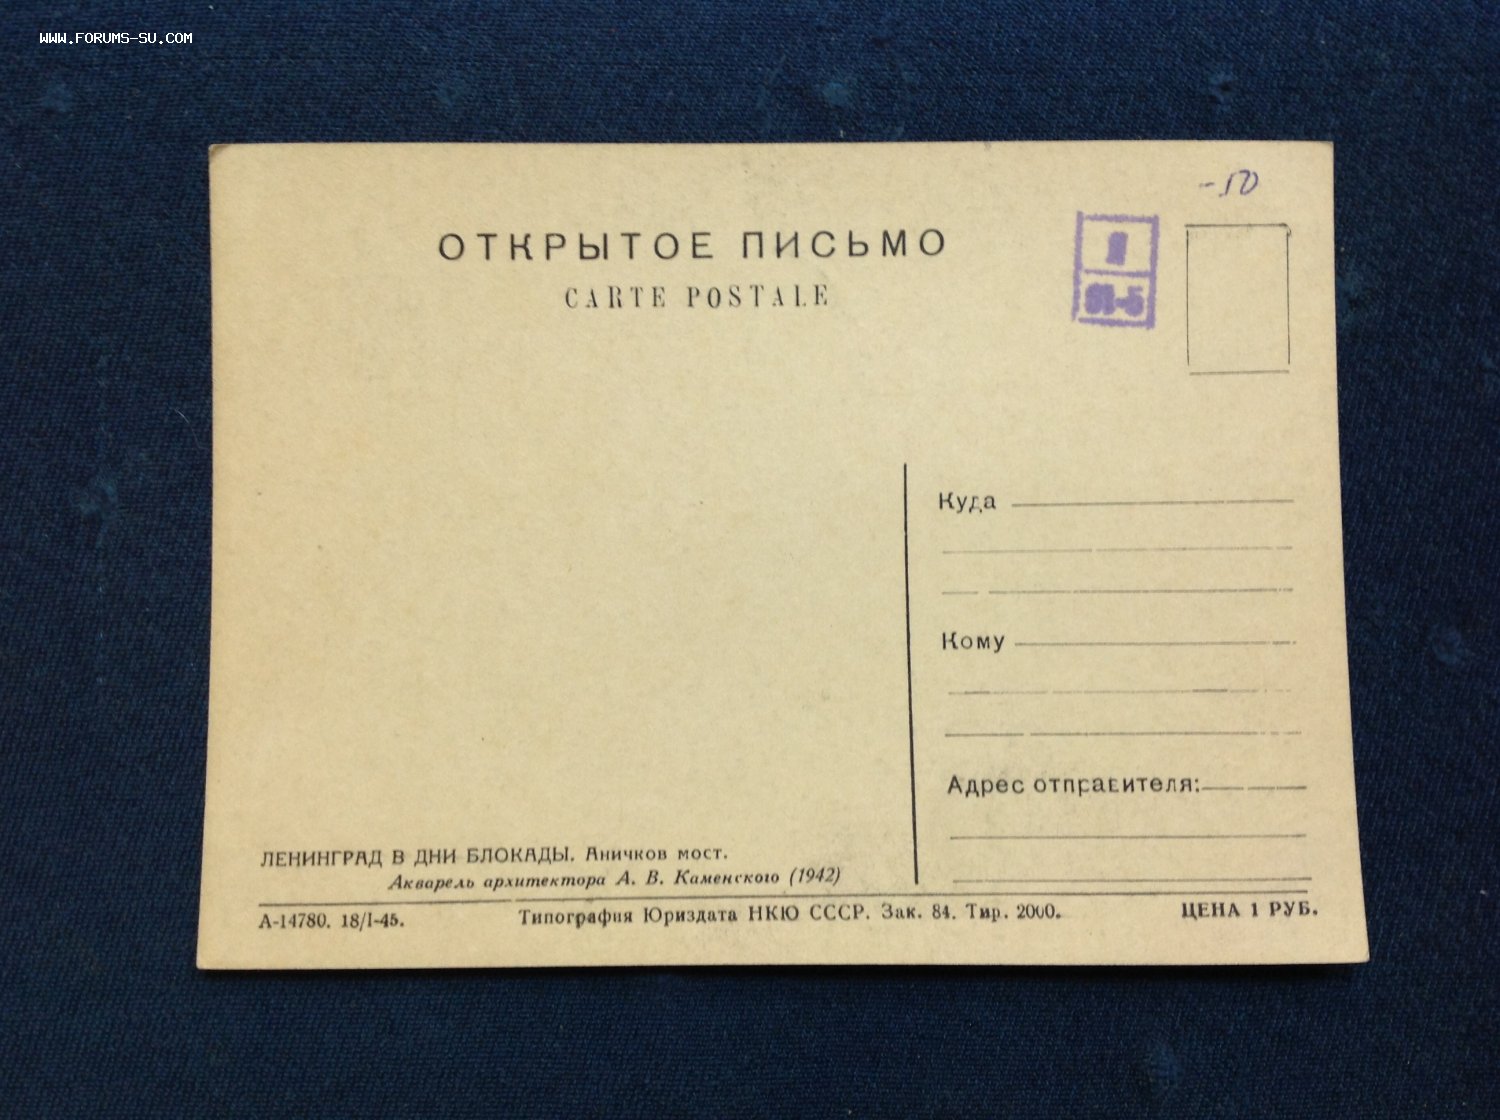 WWW.FORUMS-SU.COM
-50
ОТКРЫТОЕ ПИСЬМО
CARTE POSTALE
Куда
Кому
Адрес отправителя:
ЛЕНИНГРАД В ДНИ БЛОКАДЫ. Аничков мост.
Акварель архитектора А. В. Каменского (1942)
А-14780. 18/I-45. Типография Юриздата НКЮ СССР. Зак. 84. Тир. 2000. ЦЕНА 1 РУБ.